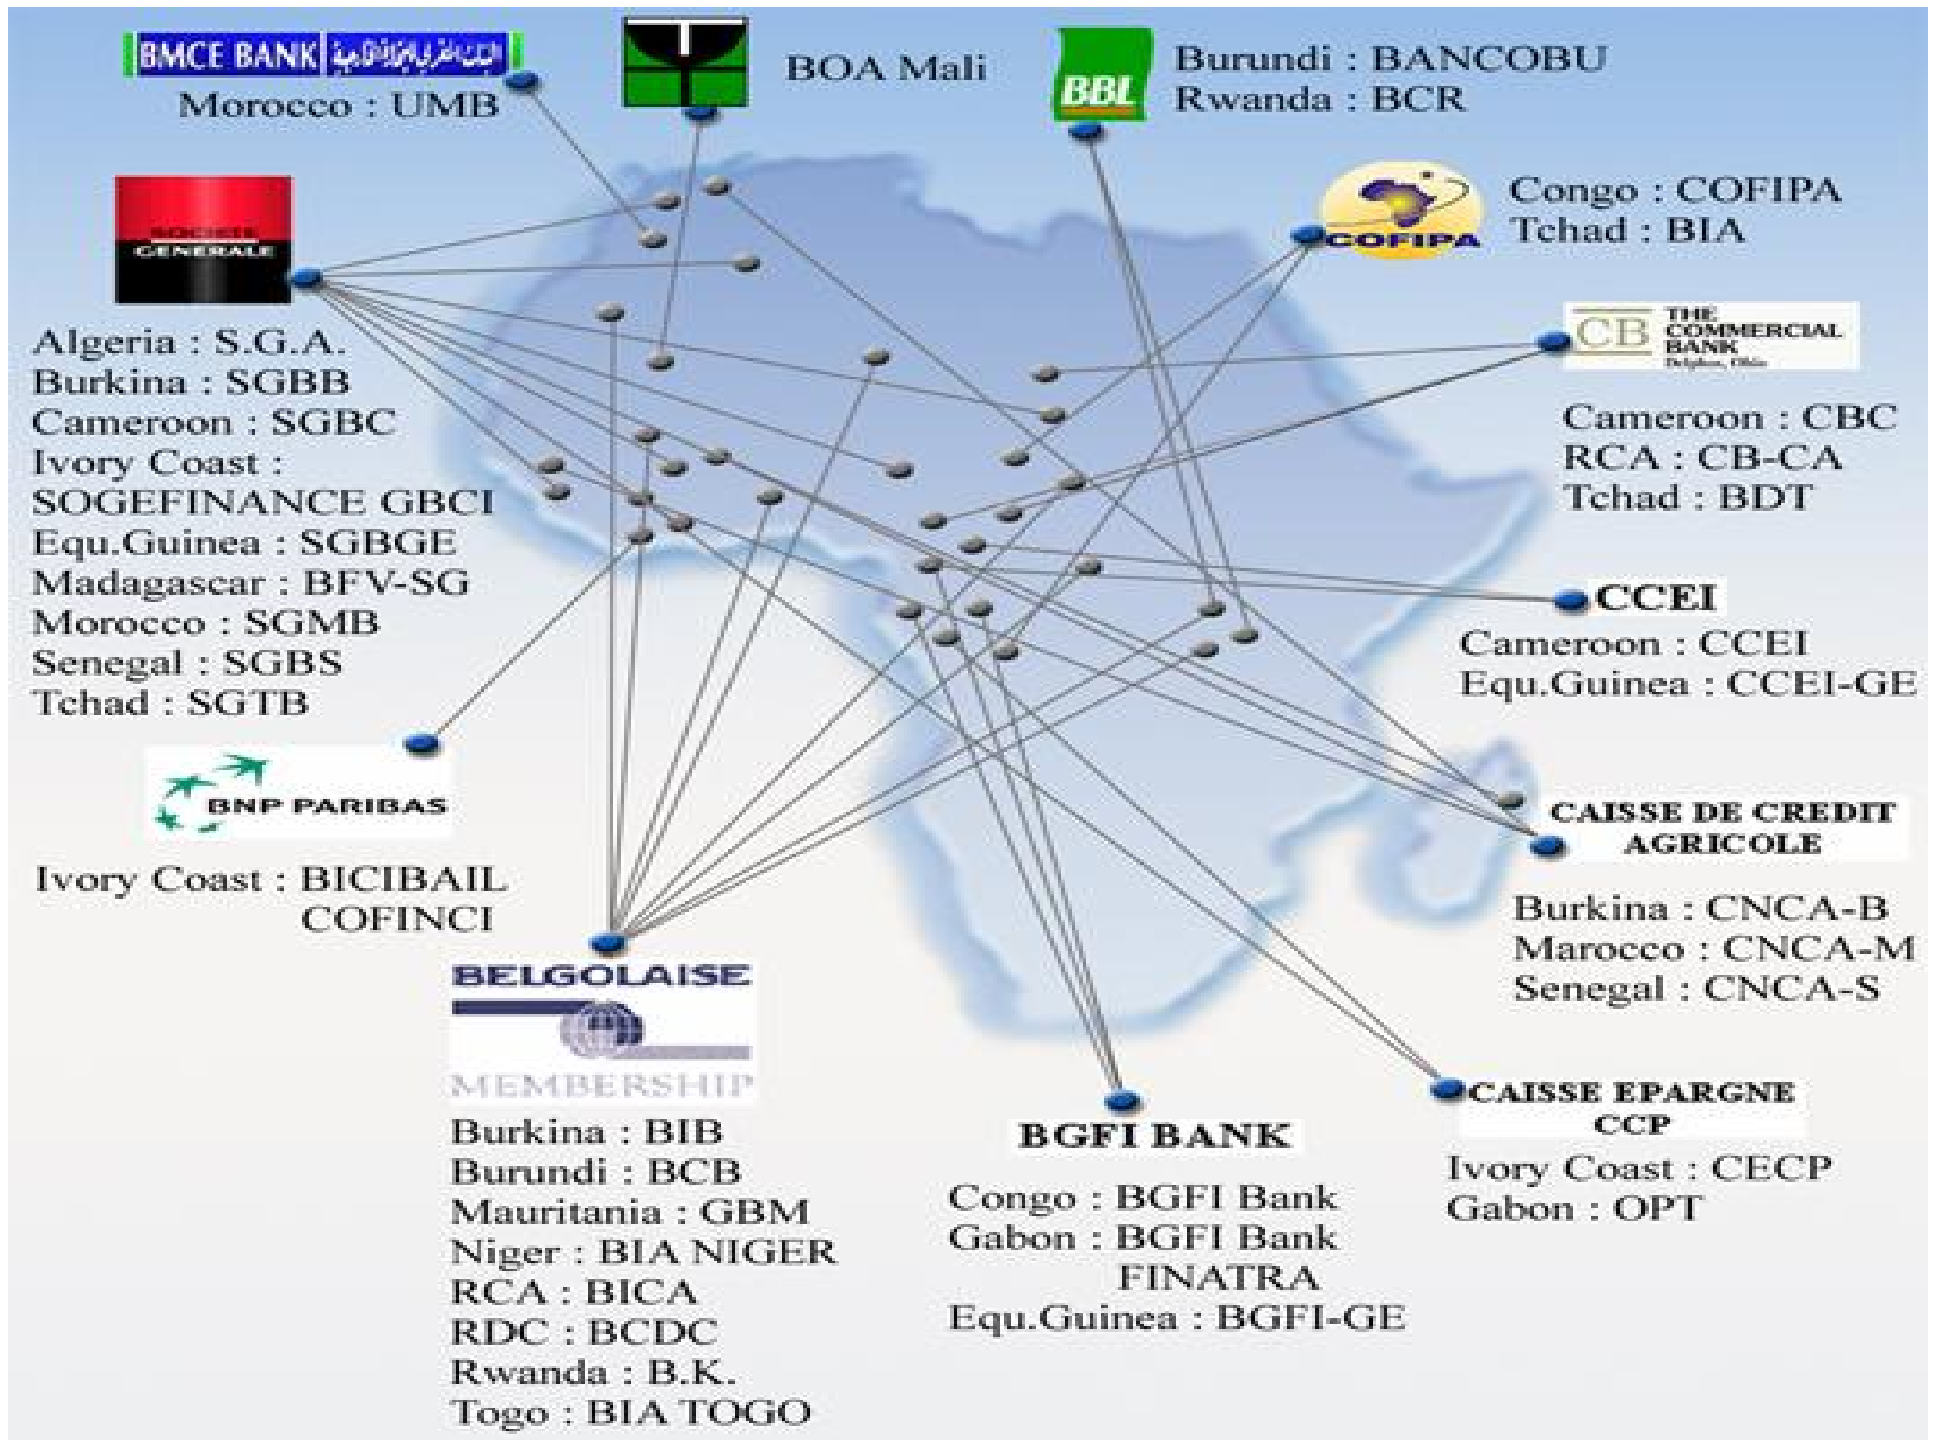 BMCE BANK
Morocco : UMB
BOA Mali
BBL
Burundi : BANCOBU
Rwanda : BCR
SOCIETE
GENERALE
Algeria : S.G.A.
Burkina : SGBB
Cameroon : SGBC
Ivory Coast :
SOGEFINANCE GBCI
Equ.Guinea : SGBGE
Madagascar : BFV-SG
Morocco : SGMB
Senegal : SGBS
Tchad : SGTB
COFIPA
Congo : COFIPA
Tchad : BIA
CB
THE
COMMERCIAL
BANK
Delphos, Ohio
Cameroon : CBC
RCA : CB-CA
Tchad : BDT
CCEI
Cameroon : CCEI
Equ.Guinea : CCEI-GE
BNP PARIBAS
Ivory Coast : BICIBAIL
COFINCI
CAISSE DE CREDIT
AGRICOLE
Burkina : CNCA-B
Marocco : CNCA-M
Senegal : CNCA-S
BELGOLAISE
MEMBERSHIP
Burkina : BIB
Burundi : BCB
Mauritania : GBM
Niger : BIA NIGER
RCA : BICA
RDC : BCDC
Rwanda : B.K.
Togo : BIA TOGO
BGFI BANK
Congo : BGFI Bank
Gabon : BGFI Bank
FINATRA
Equ.Guinea : BGFI-GE
CAISSE EPARGNE
CCP
Ivory Coast : CECP
Gabon : OPT